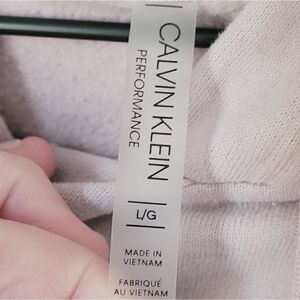 CALVIN KLEIN
PERFORMANCE
L/G
MADE IN
VIETNAM
FABRIQUÉ
AU VIETNAM